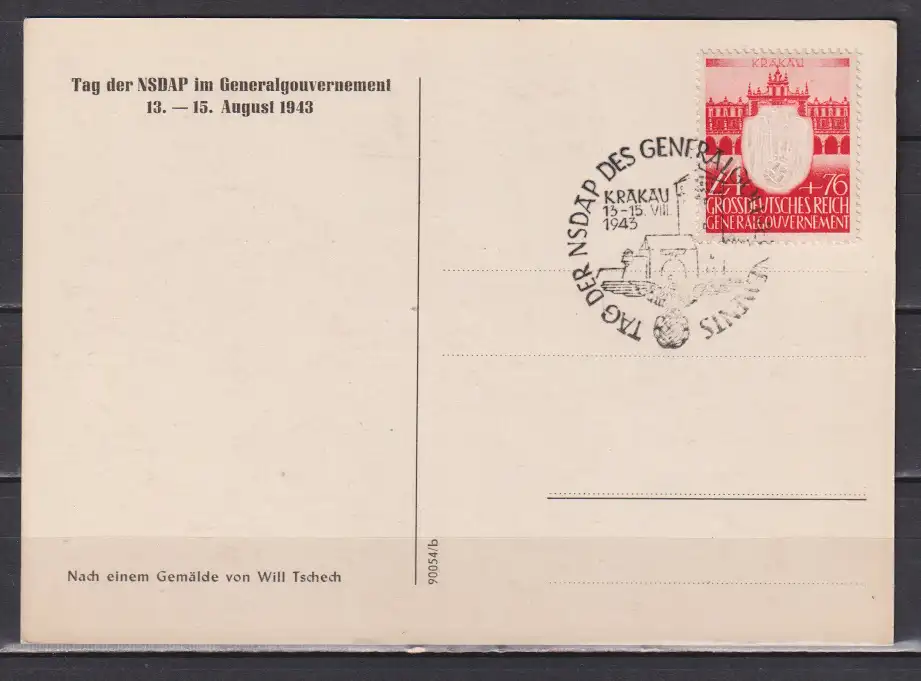 Tag der NSDAP im Generalgouvernement
13. — 15. August 1943
KRAKAU
24 +76
GROSSDEUTSCHES REICH
GENERALGOUVERNEMENT
TAG DER NSDAP DES GENERALGOUVERNEMENTS
KRAKAU
13-15. VIII.
1943
90054/b
Nach einem Gemälde von Will Tschech